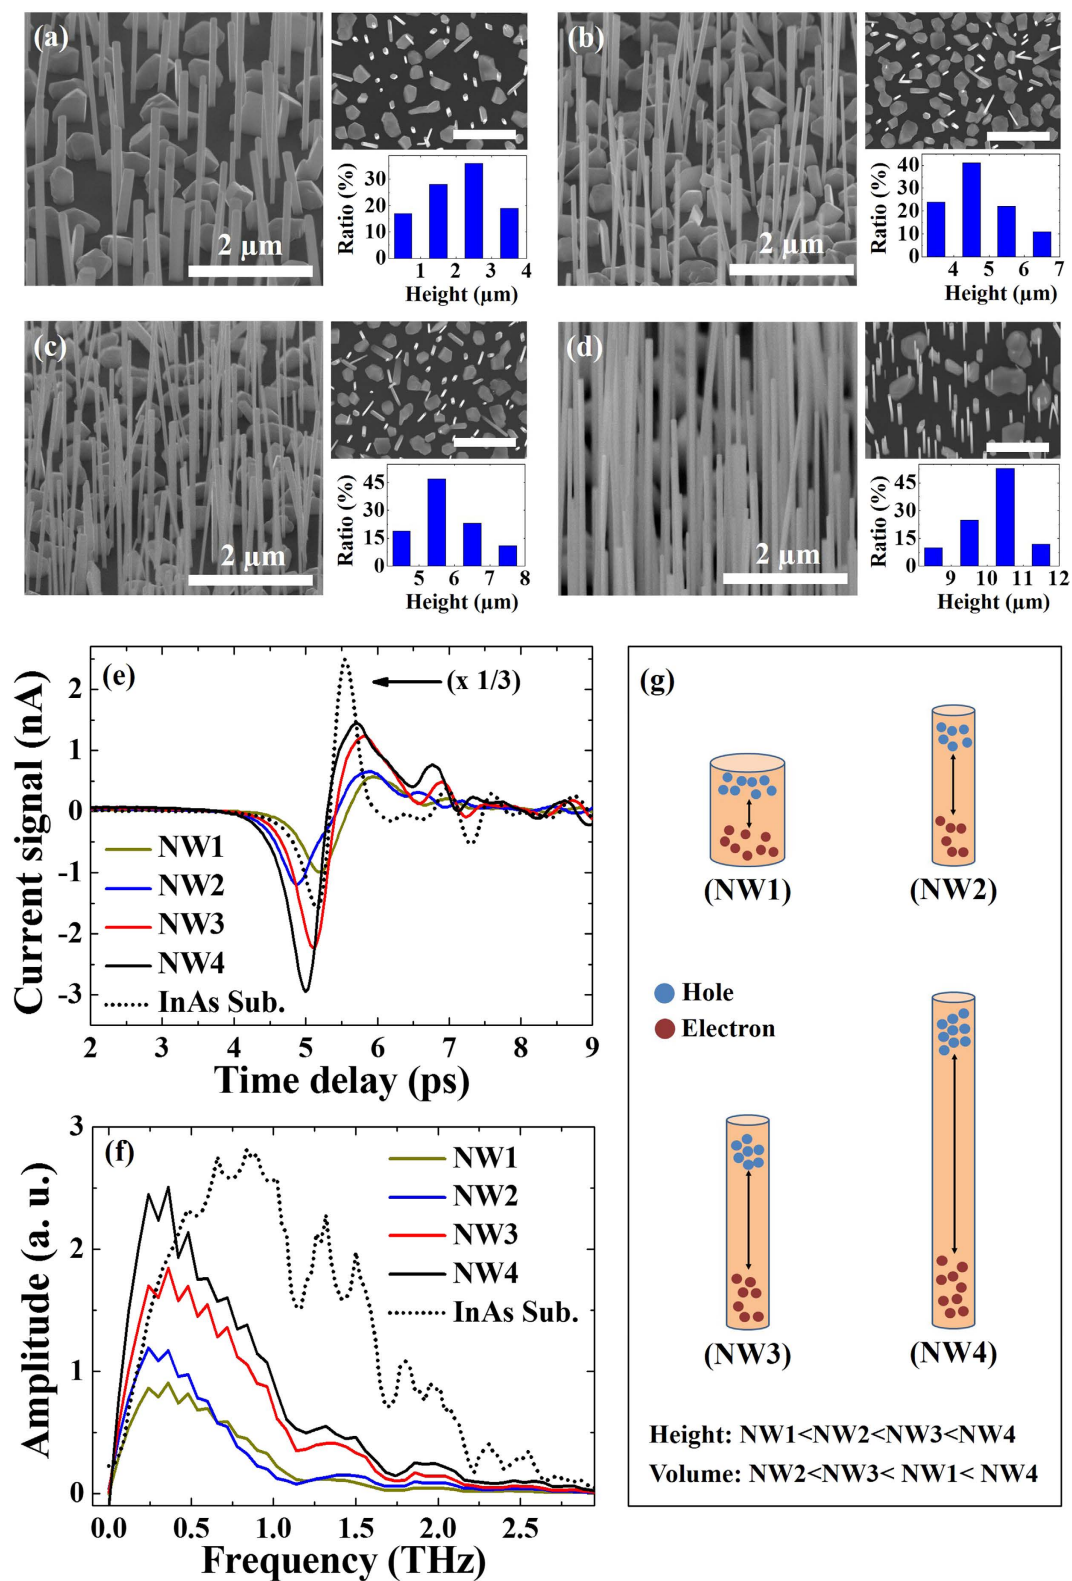 (a)
2 µm
Ratio (%)
30
20
10
0
1 2 3 4
Height (µm)
(b)
2 µm
Ratio (%)
40
30
20
10
0
4 5 6 7
Height (µm)
(c)
2 µm
Ratio (%)
45
30
15
0
5 6 7 8
Height (µm)
(d)
2 µm
Ratio (%)
45
30
15
0
9 10 11 12
Height (µm)
(e)
(x 1/3)
Current signal (nA)
2
1
0
-1
-2
-3
NW1
NW2
NW3
NW4
InAs Sub.
2 3 4 5 6 7 8 9
Time delay (ps)
(f)
Amplitude (a. u.)
3
2
1
0
NW1
NW2
NW3
NW4
InAs Sub.
0.0 0.5 1.0 1.5 2.0 2.5
Frequency (THz)
(g)
(NW1)
(NW2)
Hole
Electron
(NW3)
(NW4)
Height: NW1<NW2<NW3<NW4
Volume: NW2<NW3< NW1< NW4